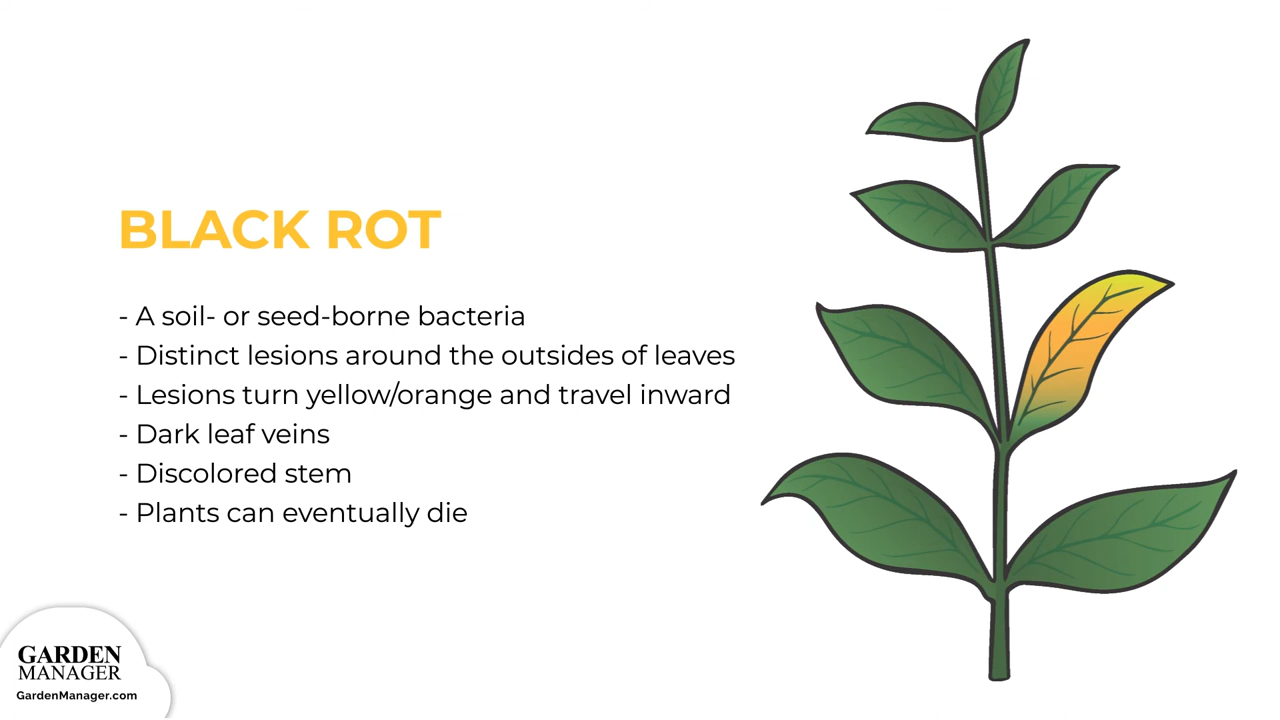 BLACK ROT
- A soil- or seed-borne bacteria
- Distinct lesions around the outsides of leaves
- Lesions turn yellow/orange and travel inward
- Dark leaf veins
- Discolored stem
- Plants can eventually die
GARDEN
MANAGER
GardenManager.com